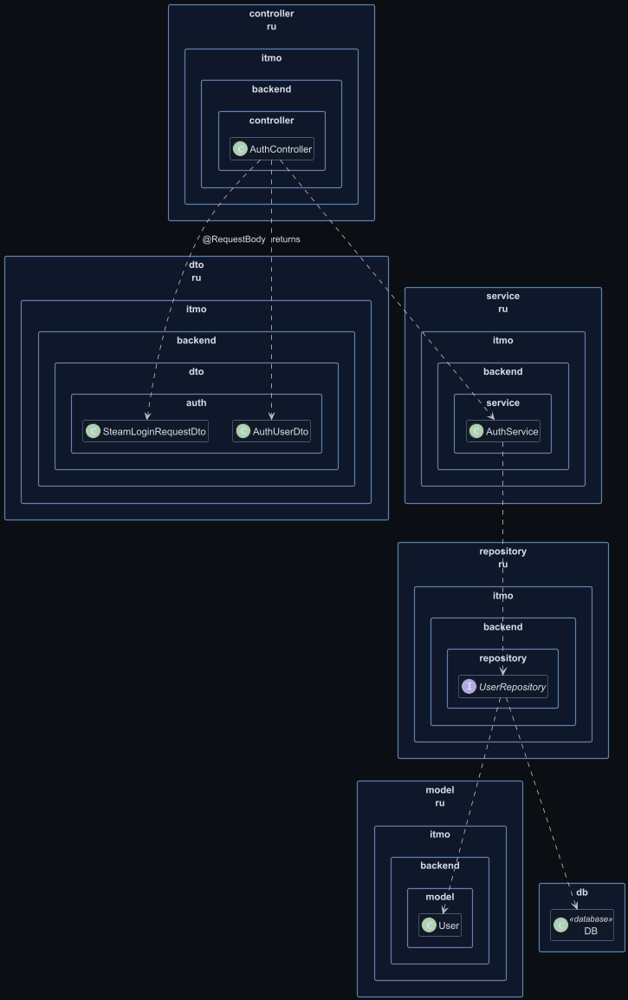 controller
ru
itmo
backend
controller
C AuthController
@RequestBody returns
dto
ru
itmo
backend
dto
auth
C SteamLoginRequestDto
C AuthUserDto
service
ru
itmo
backend
service
C AuthService
repository
ru
itmo
backend
repository
I UserRepository
model
ru
itmo
backend
model
C User
db
«database»
C DB